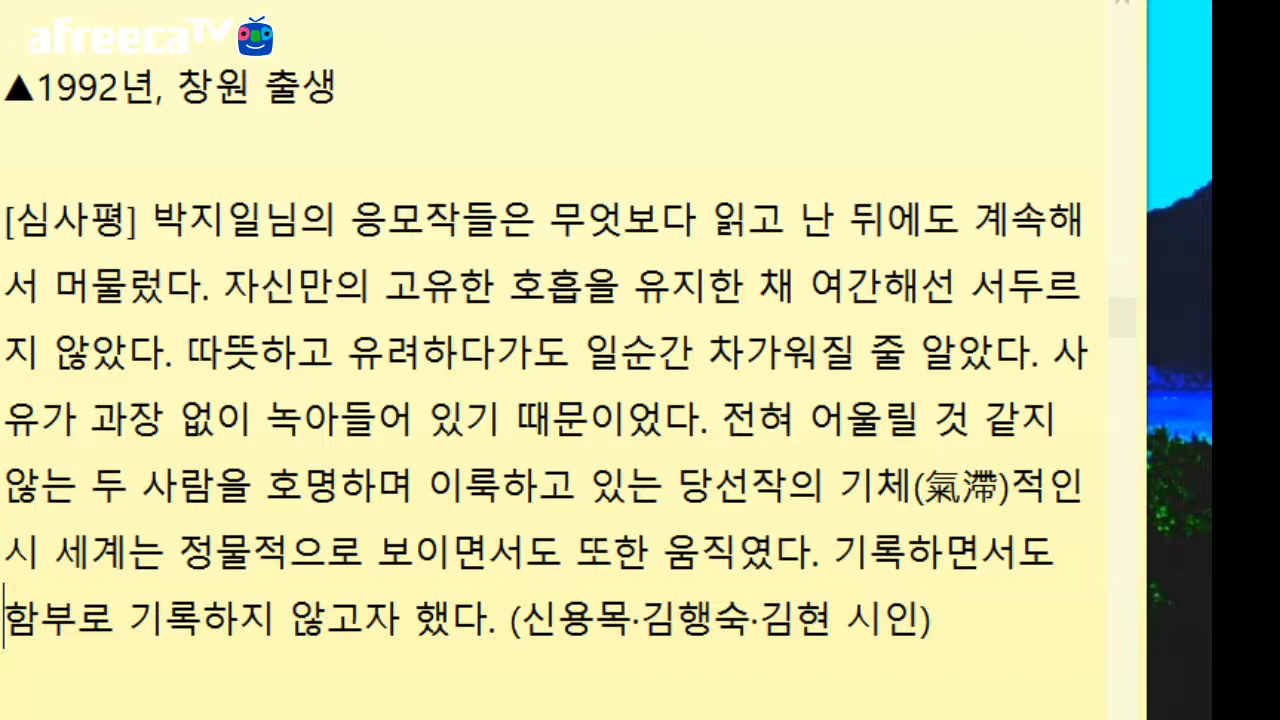 afreecaTV
▲1992년, 창원 출생
[심사평] 박지일님의 응모작들은 무엇보다 읽고 난 뒤에도 계속해
서 머물렀다. 자신만의 고유한 호흡을 유지한 채 여간해선 서두르
지 않았다. 따뜻하고 유려하다가도 일순간 차가워질 줄 알았다. 사
유가 과장 없이 녹아들어 있기 때문이었다. 전혀 어울릴 것 같지
않는 두 사람을 호명하며 이룩하고 있는 당선작의 기체(氣滯)적인
시 세계는 정물적으로 보이면서도 또한 움직였다. 기록하면서도
함부로 기록하지 않고자 했다. (신용목·김행숙·김현 시인)